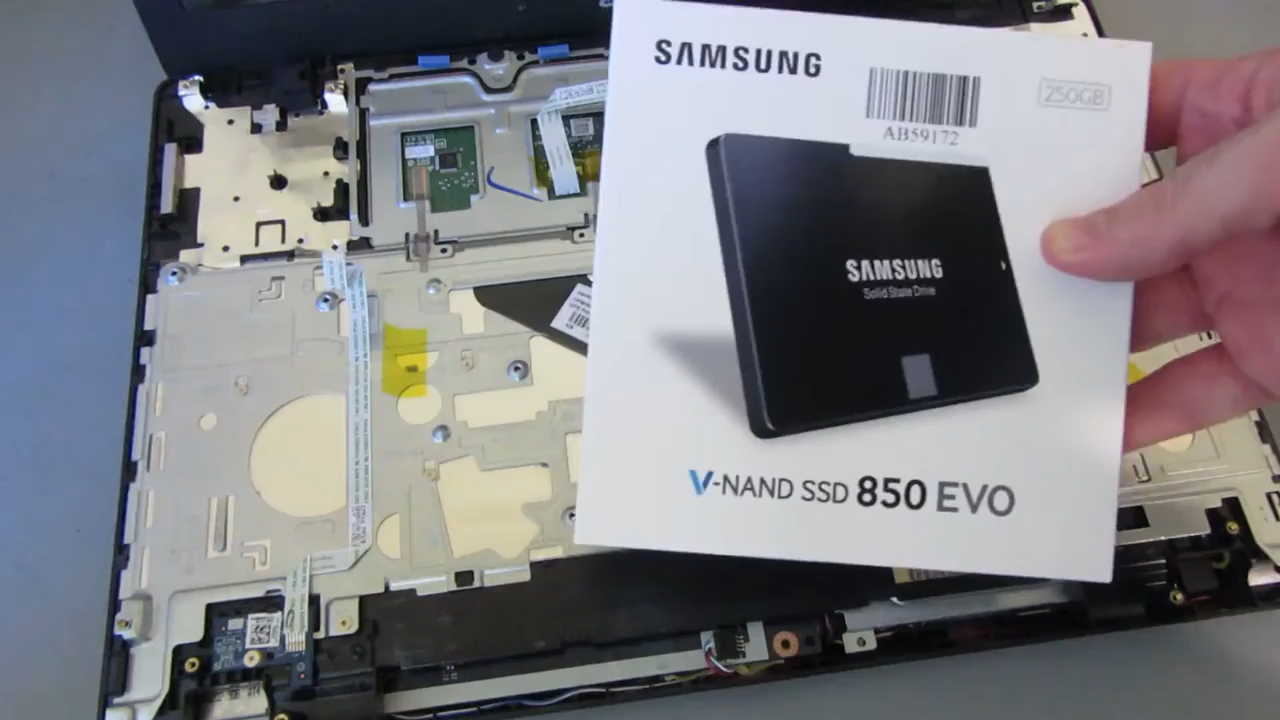 SAMSUNG
250GB
AB59172
SAMSUNG
Solid State Drive
V-NAND SSD 850 EVO